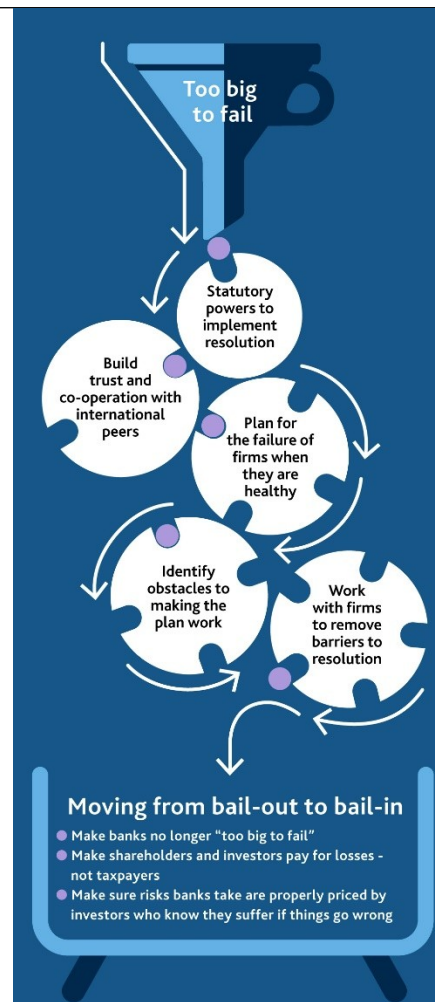 Too big
to fail
Statutory
powers to
implement
resolution
Build
trust and
co-operation with
international
peers
Plan for
the failure of
firms when
they are
healthy
Identify
obstacles to
making the
plan work
Work
with firms
to remove
barriers to
resolution
Moving from bail-out to bail-in
Make banks no longer “too big to fail”
Make shareholders and investors pay for losses -
not taxpayers
Make sure risks banks take are properly priced by
investors who know they suffer if things go wrong